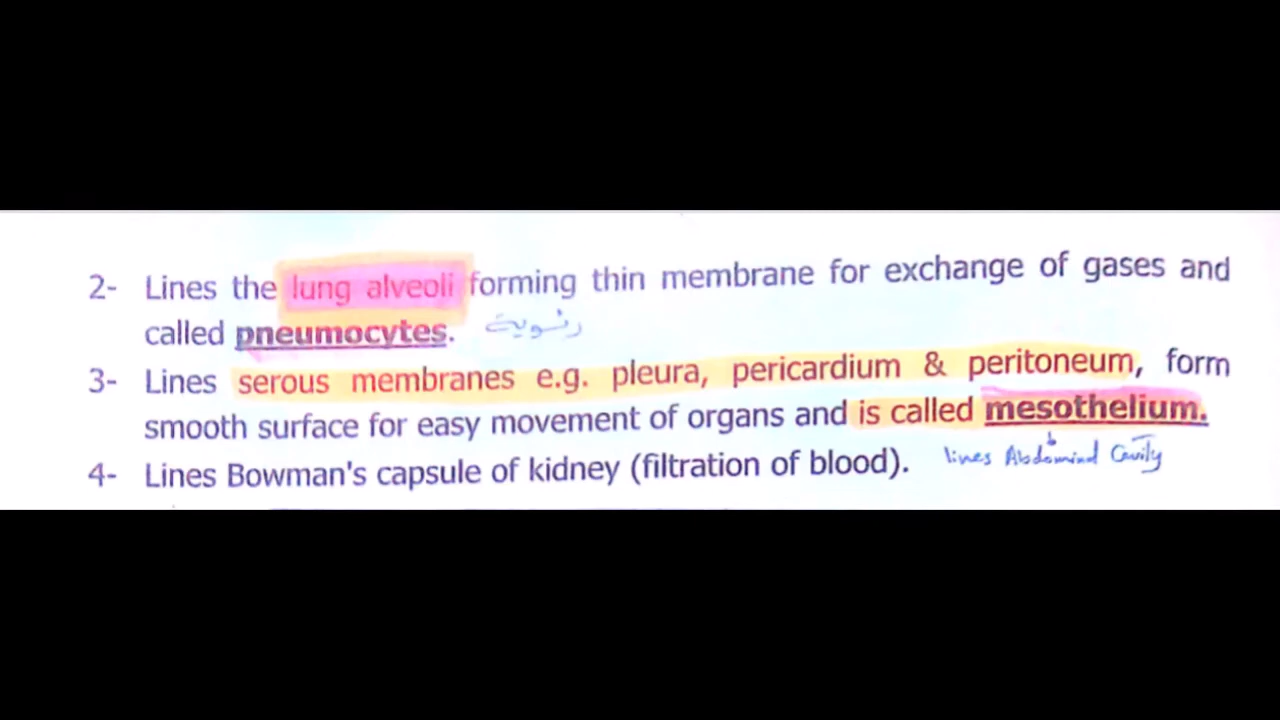 2- Lines the lung alveoli forming thin membrane for exchange of gases and
called pneumocytes. رئوية
3- Lines serous membranes e.g. pleura, pericardium & peritoneum, form
smooth surface for easy movement of organs and is called mesothelium.
4- Lines Bowman's capsule of kidney (filtration of blood). lines Abdominal Cavity